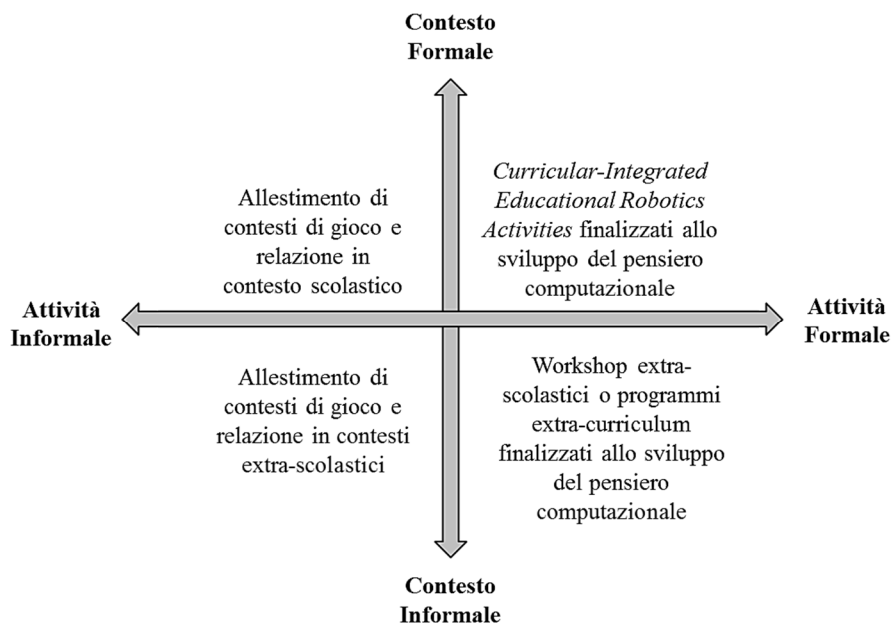 Contesto
Formale
Allestimento di
contesti di gioco e
relazione in
contesto scolastico
Curricular-Integrated
Educational Robotics
Activities finalizzati allo
sviluppo del pensiero
computazionale
Attività
Informale
Attività
Formale
Allestimento di
contesti di gioco e
relazione in contesti
extra-scolastici
Workshop extra-
scolastici o programmi
extra-curriculum
finalizzati allo sviluppo
del pensiero
computazionale
Contesto
Informale